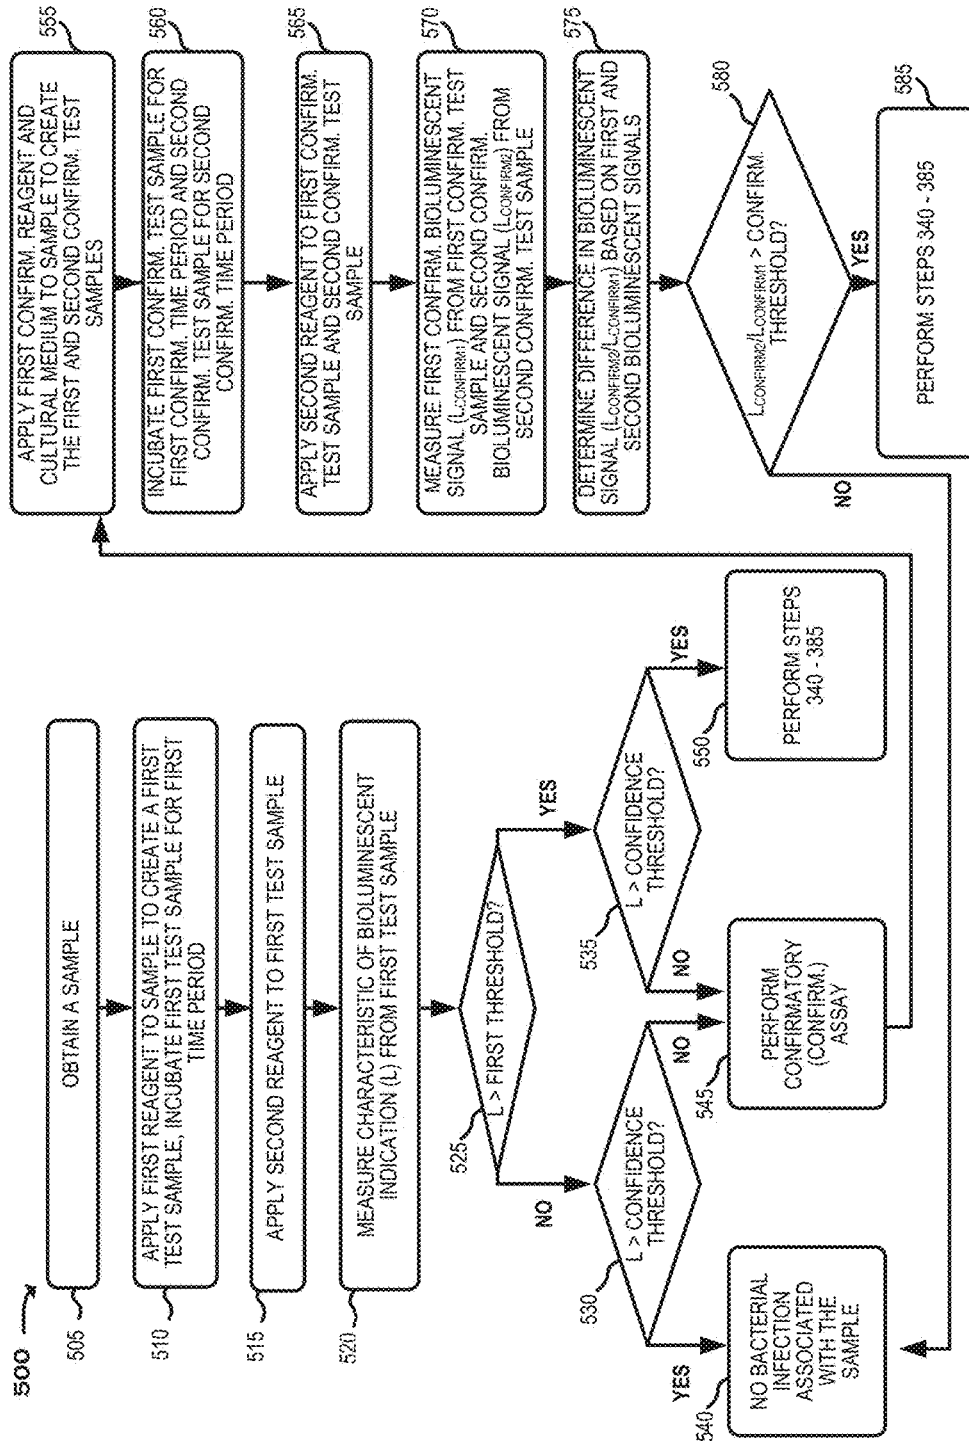 500
OBTAIN A SAMPLE
505
APPLY FIRST REAGENT TO SAMPLE TO CREATE A FIRST
TEST SAMPLE, INCUBATE FIRST TEST SAMPLE FOR FIRST
TIME PERIOD
510
APPLY SECOND REAGENT TO FIRST TEST SAMPLE
515
MEASURE CHARACTERISTIC OF BIOLUMINESCENT
INDICATION (L) FROM FIRST TEST SAMPLE
520
L > FIRST THRESHOLD?
525
NO
YES
L > CONFIDENCE
THRESHOLD?
530
L > CONFIDENCE
THRESHOLD?
535
YES
NO
NO
YES
NO BACTERIAL
INFECTION
ASSOCIATED
WITH THE
SAMPLE
540
PERFORM
CONFIRMATORY
(CONFIRM.)
ASSAY
545
PERFORM STEPS
340 - 385
550
APPLY FIRST CONFIRM. REAGENT AND
CULTURAL MEDIUM TO SAMPLE TO CREATE
THE FIRST AND SECOND CONFIRM. TEST
SAMPLES
555
INCUBATE FIRST CONFIRM. TEST SAMPLE FOR
FIRST CONFIRM. TIME PERIOD AND SECOND
CONFIRM. TEST SAMPLE FOR SECOND
CONFIRM. TIME PERIOD
560
APPLY SECOND REAGENT TO FIRST CONFIRM.
TEST SAMPLE AND SECOND CONFIRM. TEST
SAMPLE
565
MEASURE FIRST CONFIRM. BIOLUMINESCENT
SIGNAL (LCONFIRM1) FROM FIRST CONFIRM. TEST
SAMPLE AND SECOND CONFIRM.
BIOLUMINESCENT SIGNAL (LCONFIRM2) FROM
SECOND CONFIRM. TEST SAMPLE
570
DETERMINE DIFFERENCE IN BIOLUMINESCENT
SIGNAL (LCONFIRM2/LCONFIRM1) BASED ON FIRST AND
SECOND BIOLUMINESCENT SIGNALS
575
LCONFIRM2/LCONFIRM1 > CONFIRM.
THRESHOLD?
580
NO
YES
PERFORM STEPS 340 - 385
585